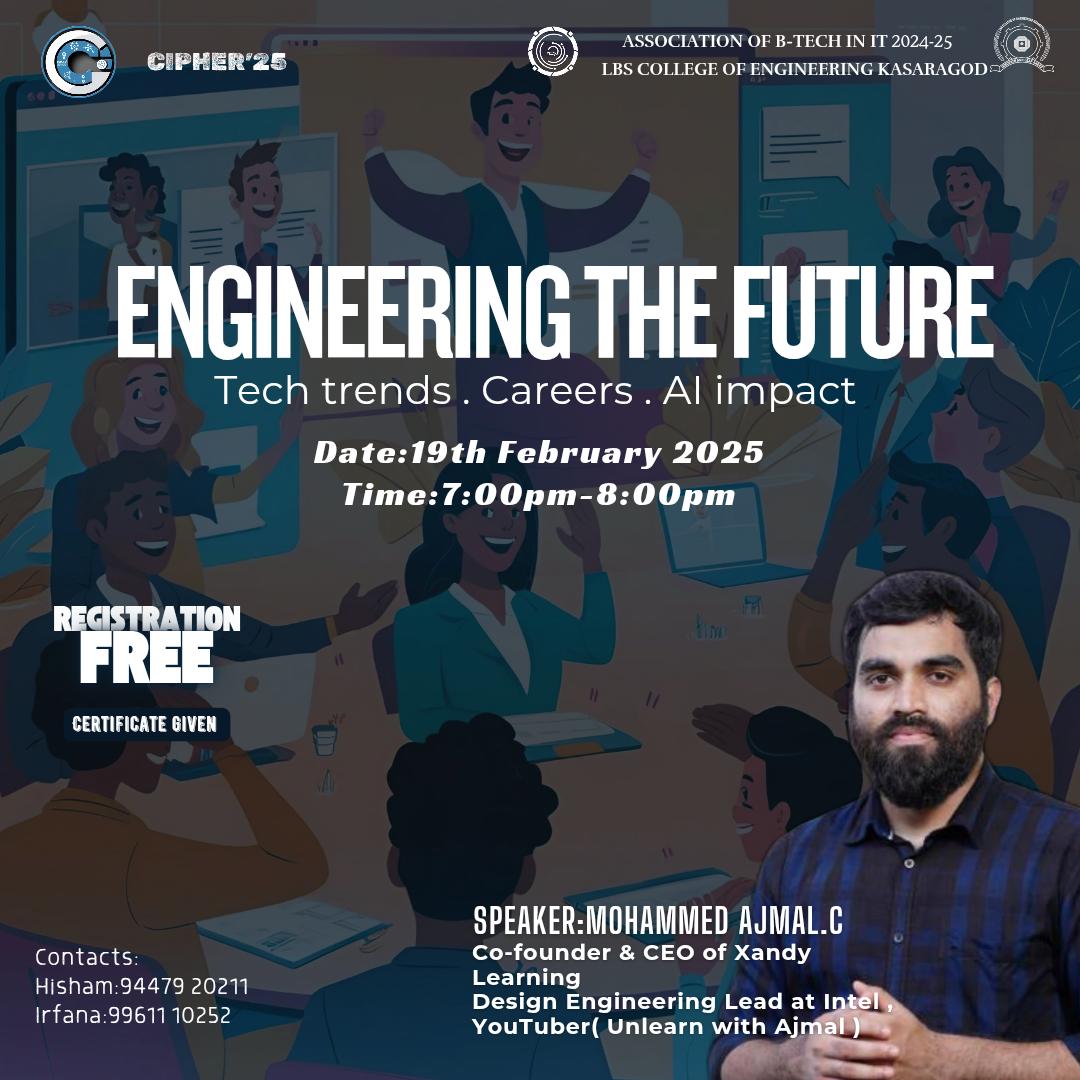 CIPHER'25
ASSOCIATION OF B-TECH IN IT 2024-25
LBS COLLEGE OF ENGINEERING KASARAGOD
ENGINEERING THE FUTURE
Tech trends . Careers . AI impact
Date:19th February 2025
Time:7:00pm-8:00pm
REGISTRATION
FREE
CERTIFICATE GIVEN
Contacts:
Hisham:94479 20211
Irfana:99611 10252
SPEAKER:MOHAMMED AJMAL.C
Co-founder & CEO of Xandy
Learning
Design Engineering Lead at Intel ,
YouTuber( Unlearn with Ajmal )